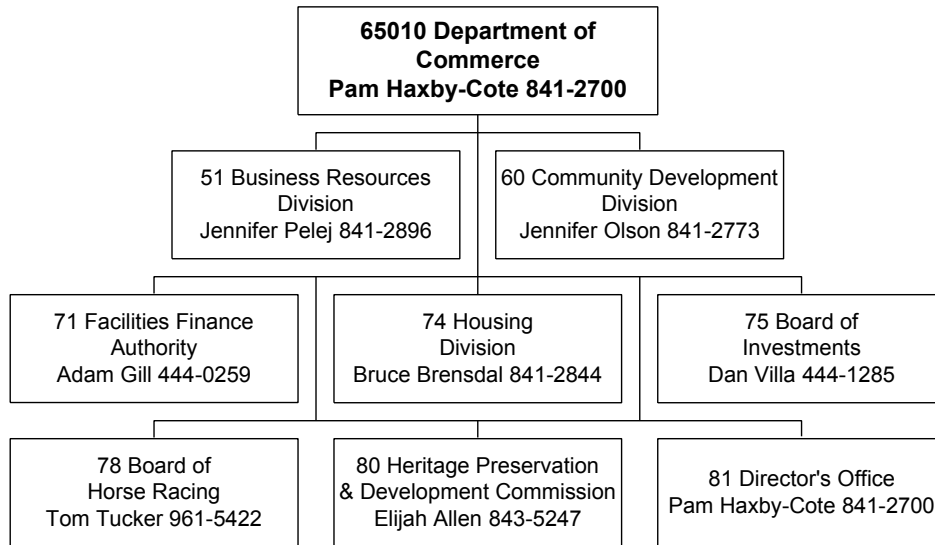 65010 Department of
Commerce
Pam Haxby-Cote 841-2700
51 Business Resources
Division
Jennifer Pelej 841-2896
60 Community Development
Division
Jennifer Olson 841-2773
71 Facilities Finance
Authority
Adam Gill 444-0259
74 Housing
Division
Bruce Brensdal 841-2844
75 Board of
Investments
Dan Villa 444-1285
78 Board of
Horse Racing
Tom Tucker 961-5422
80 Heritage Preservation
& Development Commission
Elijah Allen 843-5247
81 Director's Office
Pam Haxby-Cote 841-2700